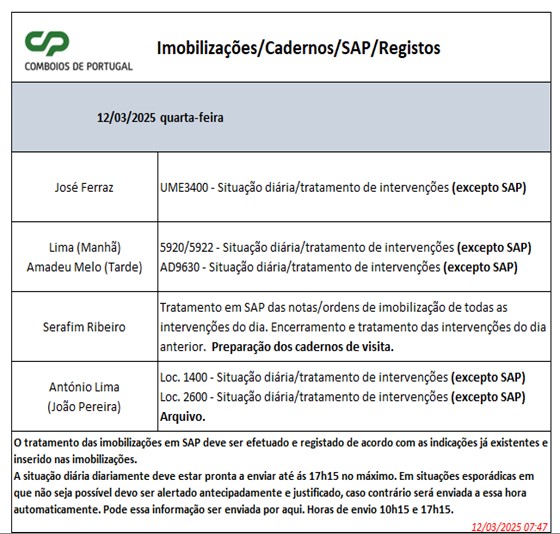 CP
COMBOIOS DE PORTUGAL
Imobilizações/Cadernos/SAP/Registos
12/03/2025 quarta-feira
José Ferraz
UME3400 - Situação diária/tratamento de intervenções (excepto SAP)
Lima (Manhã)
Amadeu Melo (Tarde)
5920/5922 - Situação diária/tratamento de intervenções (excepto SAP)
AD9630 - Situação diária/tratamento de intervenções (excepto SAP)
Serafim Ribeiro
Tratamento em SAP das notas/ordens de imobilização de todas as
intervenções do dia. Encerramento e tratamento das intervenções do dia
anterior. Preparação dos cadernos de visita.
António Lima
(João Pereira)
Loc. 1400 - Situação diária/tratamento de intervenções (excepto SAP)
Loc. 2600 - Situação diária/tratamento de intervenções (excepto SAP)
Arquivo.
O tratamento das imobilizações em SAP deve ser efetuado e registado de acordo com as indicações já existentes e
inserido nas imobilizações.
A situação diária diariamente deve estar pronta a enviar até ás 17h15 no máximo. Em situações esporádicas em
que não seja possível devo ser alertado antecipadamente e justificado, caso contrário será enviada a essa hora
automaticamente. Pode essa informação ser enviada por aqui. Horas de envio 10h15 e 17h15.
12/03/2025 07:47